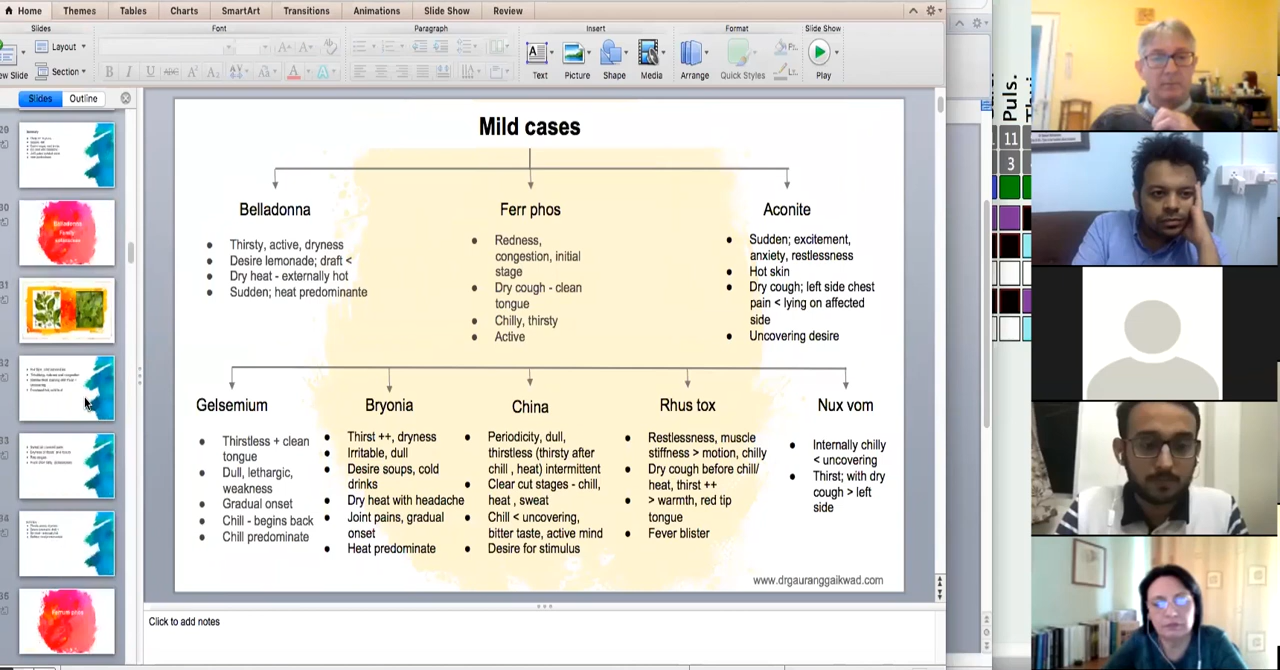 Home Themes Tables Charts SmartArt Transitions Animations Slide Show Review
Slides Font Paragraph Insert Format Slide Show
Layout
Section
B I U ABC A² A₂
Text Picture Shape Media Arrange Quick Styles Play
Slides Outline
Mild cases
Belladonna
Thirsty, active, dryness
Desire lemonade; draft <
Dry heat - externally hot
Sudden; heat predominante
Ferr phos
Redness,
congestion, initial
stage
Dry cough - clean
tongue
Chilly, thirsty
Active
Aconite
Sudden; excitement,
anxiety, restlessness
Hot skin
Dry cough; left side chest
pain < lying on affected
side
Uncovering desire
Gelsemium
Thirstless + clean
tongue
Dull, lethargic,
weakness
Gradual onset
Chill - begins back
Chill predominate
Bryonia
Thirst ++, dryness
Irritable, dull
Desire soups, cold
drinks
Dry heat with headache
Joint pains, gradual
onset
Heat predominate
China
Periodicity, dull,
thirstless (thirsty after
chill , heat) intermittent
Clear cut stages - chill,
heat , sweat
Chill < uncovering,
bitter taste, active mind
Desire for stimulus
Rhus tox
Restlessness, muscle
stiffness > motion, chilly
Dry cough before chill/
heat, thirst ++
> warmth, red tip
tongue
Fever blister
Nux vom
Internally chilly
< uncovering
Thirst; with dry
cough > left
side
www.drgauranggaikwad.com
Click to add notes
Puls.
11
3